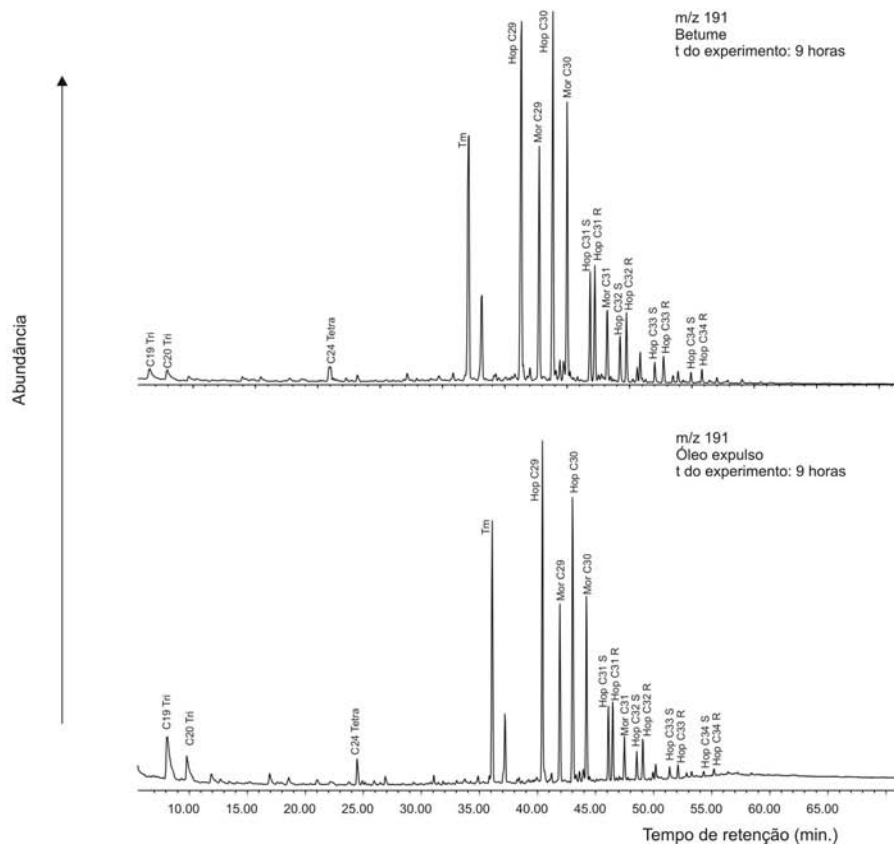 m/z 191
Betume
t do experimento: 9 horas
Abundância
C19 Tri
C20 Tri
C24 Tetra
Tm
Hop C29
Mor C29
Hop C30
Mor C30
Hop C31 S
Hop C31 R
Mor C31
Hop C32 S
Hop C32 R
Hop C33 S
Hop C33 R
Hop C34 S
Hop C34 R
m/z 191
Óleo expulso
t do experimento: 9 horas
C19 Tri
C20 Tri
C24 Tetra
Tm
Hop C29
Mor C29
Hop C30
Mor C30
Hop C31 S
Hop C31 R
Mor C31
Hop C32 S
Hop C32 R
Hop C33 S
Hop C33 R
Hop C34 S
Hop C34 R
10.00 15.00 20.00 25.00 30.00 35.00 40.00 45.00 50.00 55.00 60.00 65.00
Tempo de retenção (min.)